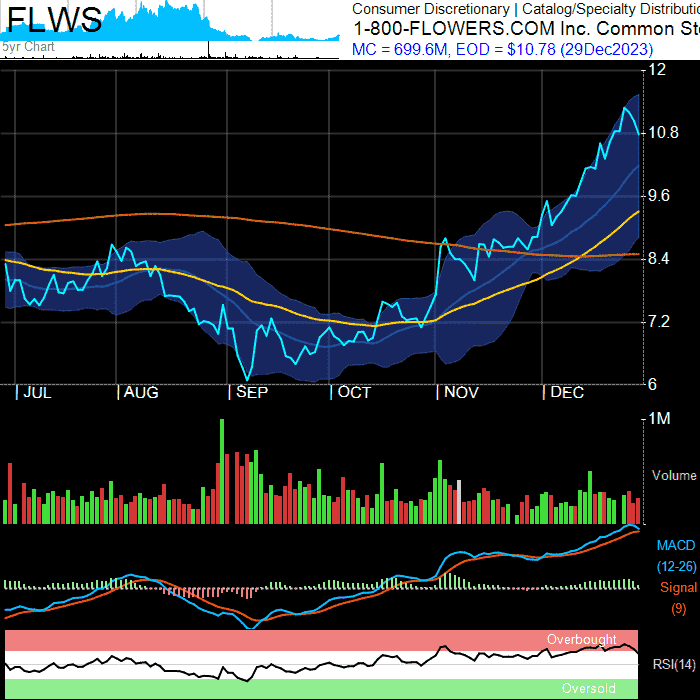 FLWS
5yr Chart
Consumer Discretionary | Catalog/Specialty Distributio
1-800-FLOWERS.COM Inc. Common Sto
MC = 699.6M, EOD = $10.78 (29Dec2023)
12
10.8
9.6
8.4
7.2
6
JUL AUG SEP OCT NOV DEC
1M
Volume
MACD
(12-26)
Signal
(9)
Overbought
RSI(14)
Oversold